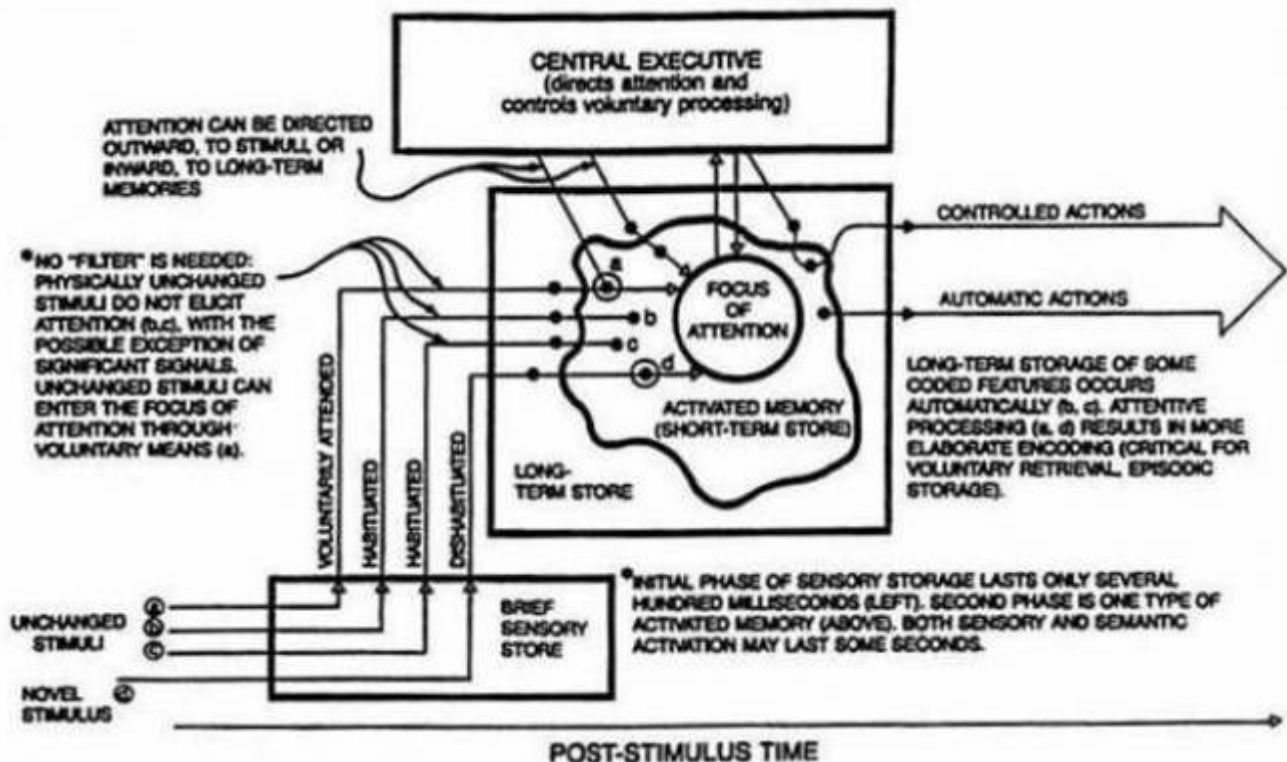 CENTRAL EXECUTIVE
(directs attention and
controls voluntary processing)
ATTENTION CAN BE DIRECTED
OUTWARD, TO STIMULI OR
INWARD, TO LONG-TERM
MEMORIES
CONTROLLED ACTIONS
NO "FILTER" IS NEEDED:
PHYSICALLY UNCHANGED
STIMULI DO NOT ELICIT
ATTENTION (b,c), WITH THE
POSSIBLE EXCEPTION OF
SIGNIFICANT SIGNALS.
UNCHANGED STIMULI CAN
ENTER THE FOCUS OF
ATTENTION THROUGH
VOLUNTARY MEANS (a).
a
b
c
d
FOCUS
OF
ATTENTION
AUTOMATIC ACTIONS
ACTIVATED MEMORY
(SHORT-TERM STORE)
LONG-
TERM STORE
LONG-TERM STORAGE OF SOME
CODED FEATURES OCCURS
AUTOMATICALLY (b, c). ATTENTIVE
PROCESSING (a, d) RESULTS IN MORE
ELABORATE ENCODING (CRITICAL FOR
VOLUNTARY RETRIEVAL, EPISODIC
STORAGE).
VOLUNTARILY ATTENDED
HABITUATED
HABITUATED
DISHABITUATED
UNCHANGED
STIMULI
a
b
c
BRIEF
SENSORY
STORE
INITIAL PHASE OF SENSORY STORAGE LASTS ONLY SEVERAL
HUNDRED MILLISECONDS (LEFT). SECOND PHASE IS ONE TYPE OF
ACTIVATED MEMORY (ABOVE). BOTH SENSORY AND SEMANTIC
ACTIVATION MAY LAST SOME SECONDS.
NOVEL d
STIMULUS
POST-STIMULUS TIME